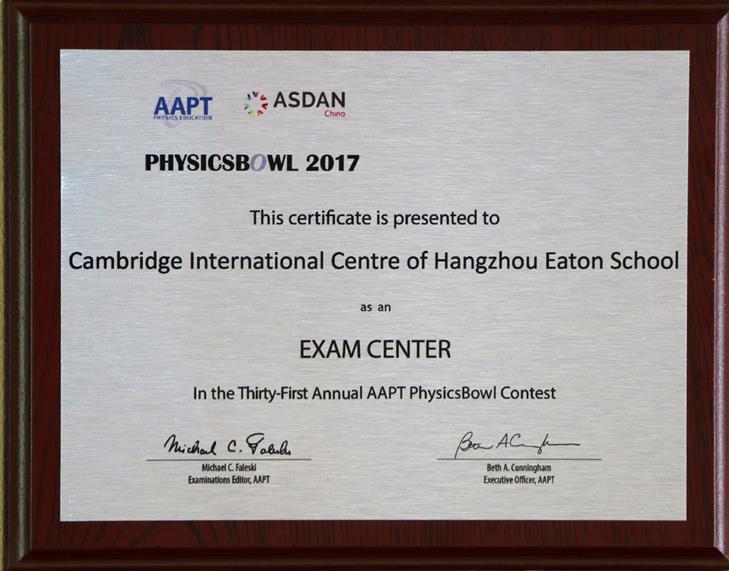 AAPT
PHYSICS EDUCATION
ASDAN
China
PHYSICSBOWL 2017
This certificate is presented to
Cambridge International Centre of Hangzhou Eaton School
as an
EXAM CENTER
In the Thirty-First Annual AAPT PhysicsBowl Contest
Michael C. Faleski
Beth A Cunningham
Michael C. Faleski
Examinations Editor, AAPT
Beth A. Cunningham
Executive Officer, AAPT